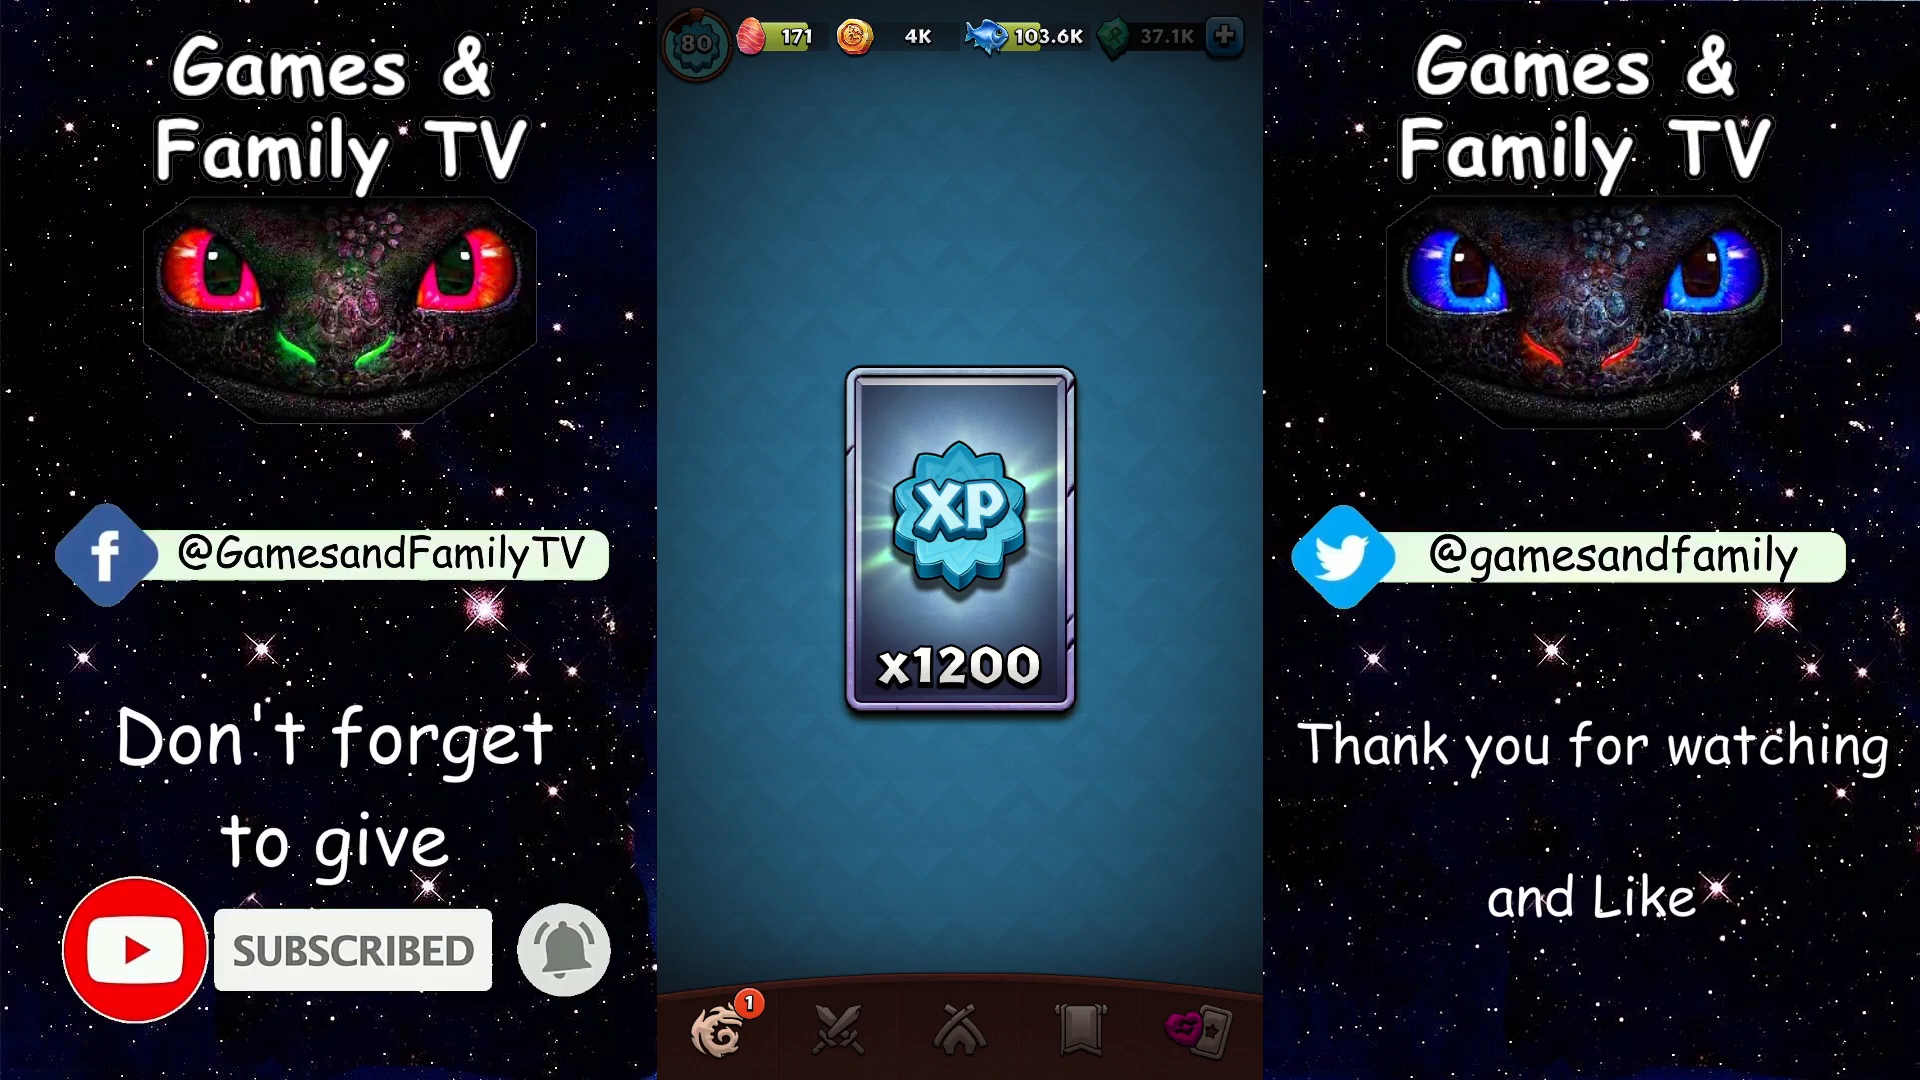 Games &
Family TV
@GamesandFamilyTV
Don't forget
to give
SUBSCRIBED
80
171
4K
103.6K
37.1K
XP
x1200
1
Games &
Family TV
@gamesandfamily
Thank you for watching
and Like